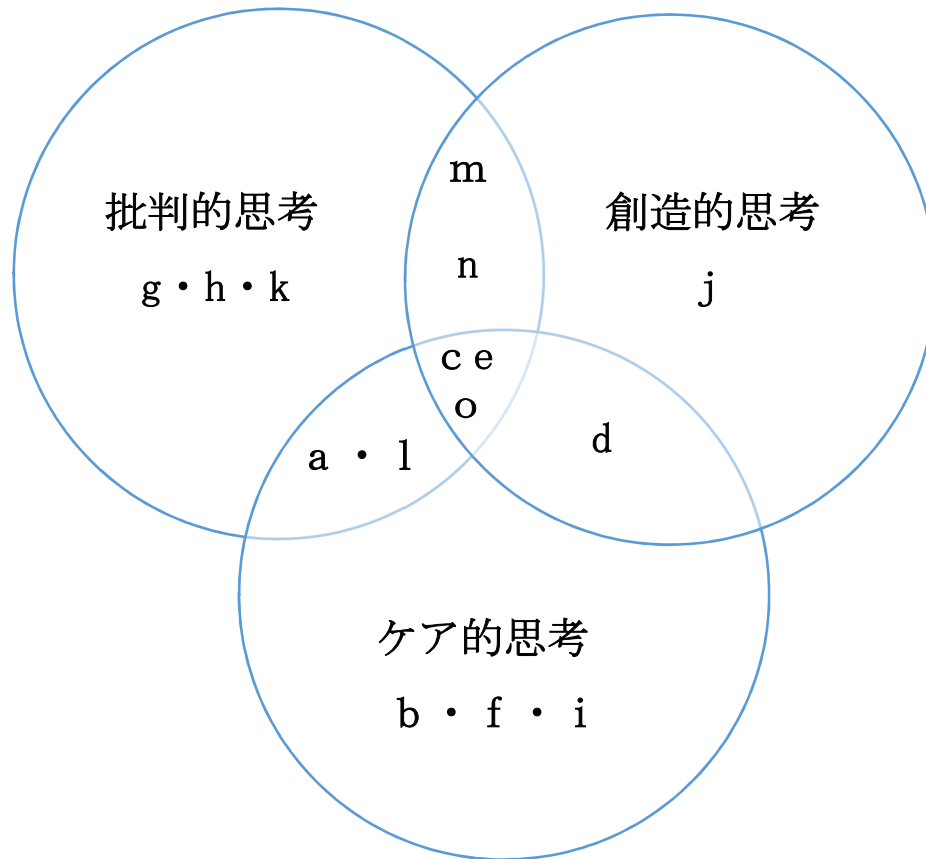 m
批判的思考
創造的思考
n
g・h・k
j
c e
o
d
a ・ l
ケア的思考
b ・ f ・ i